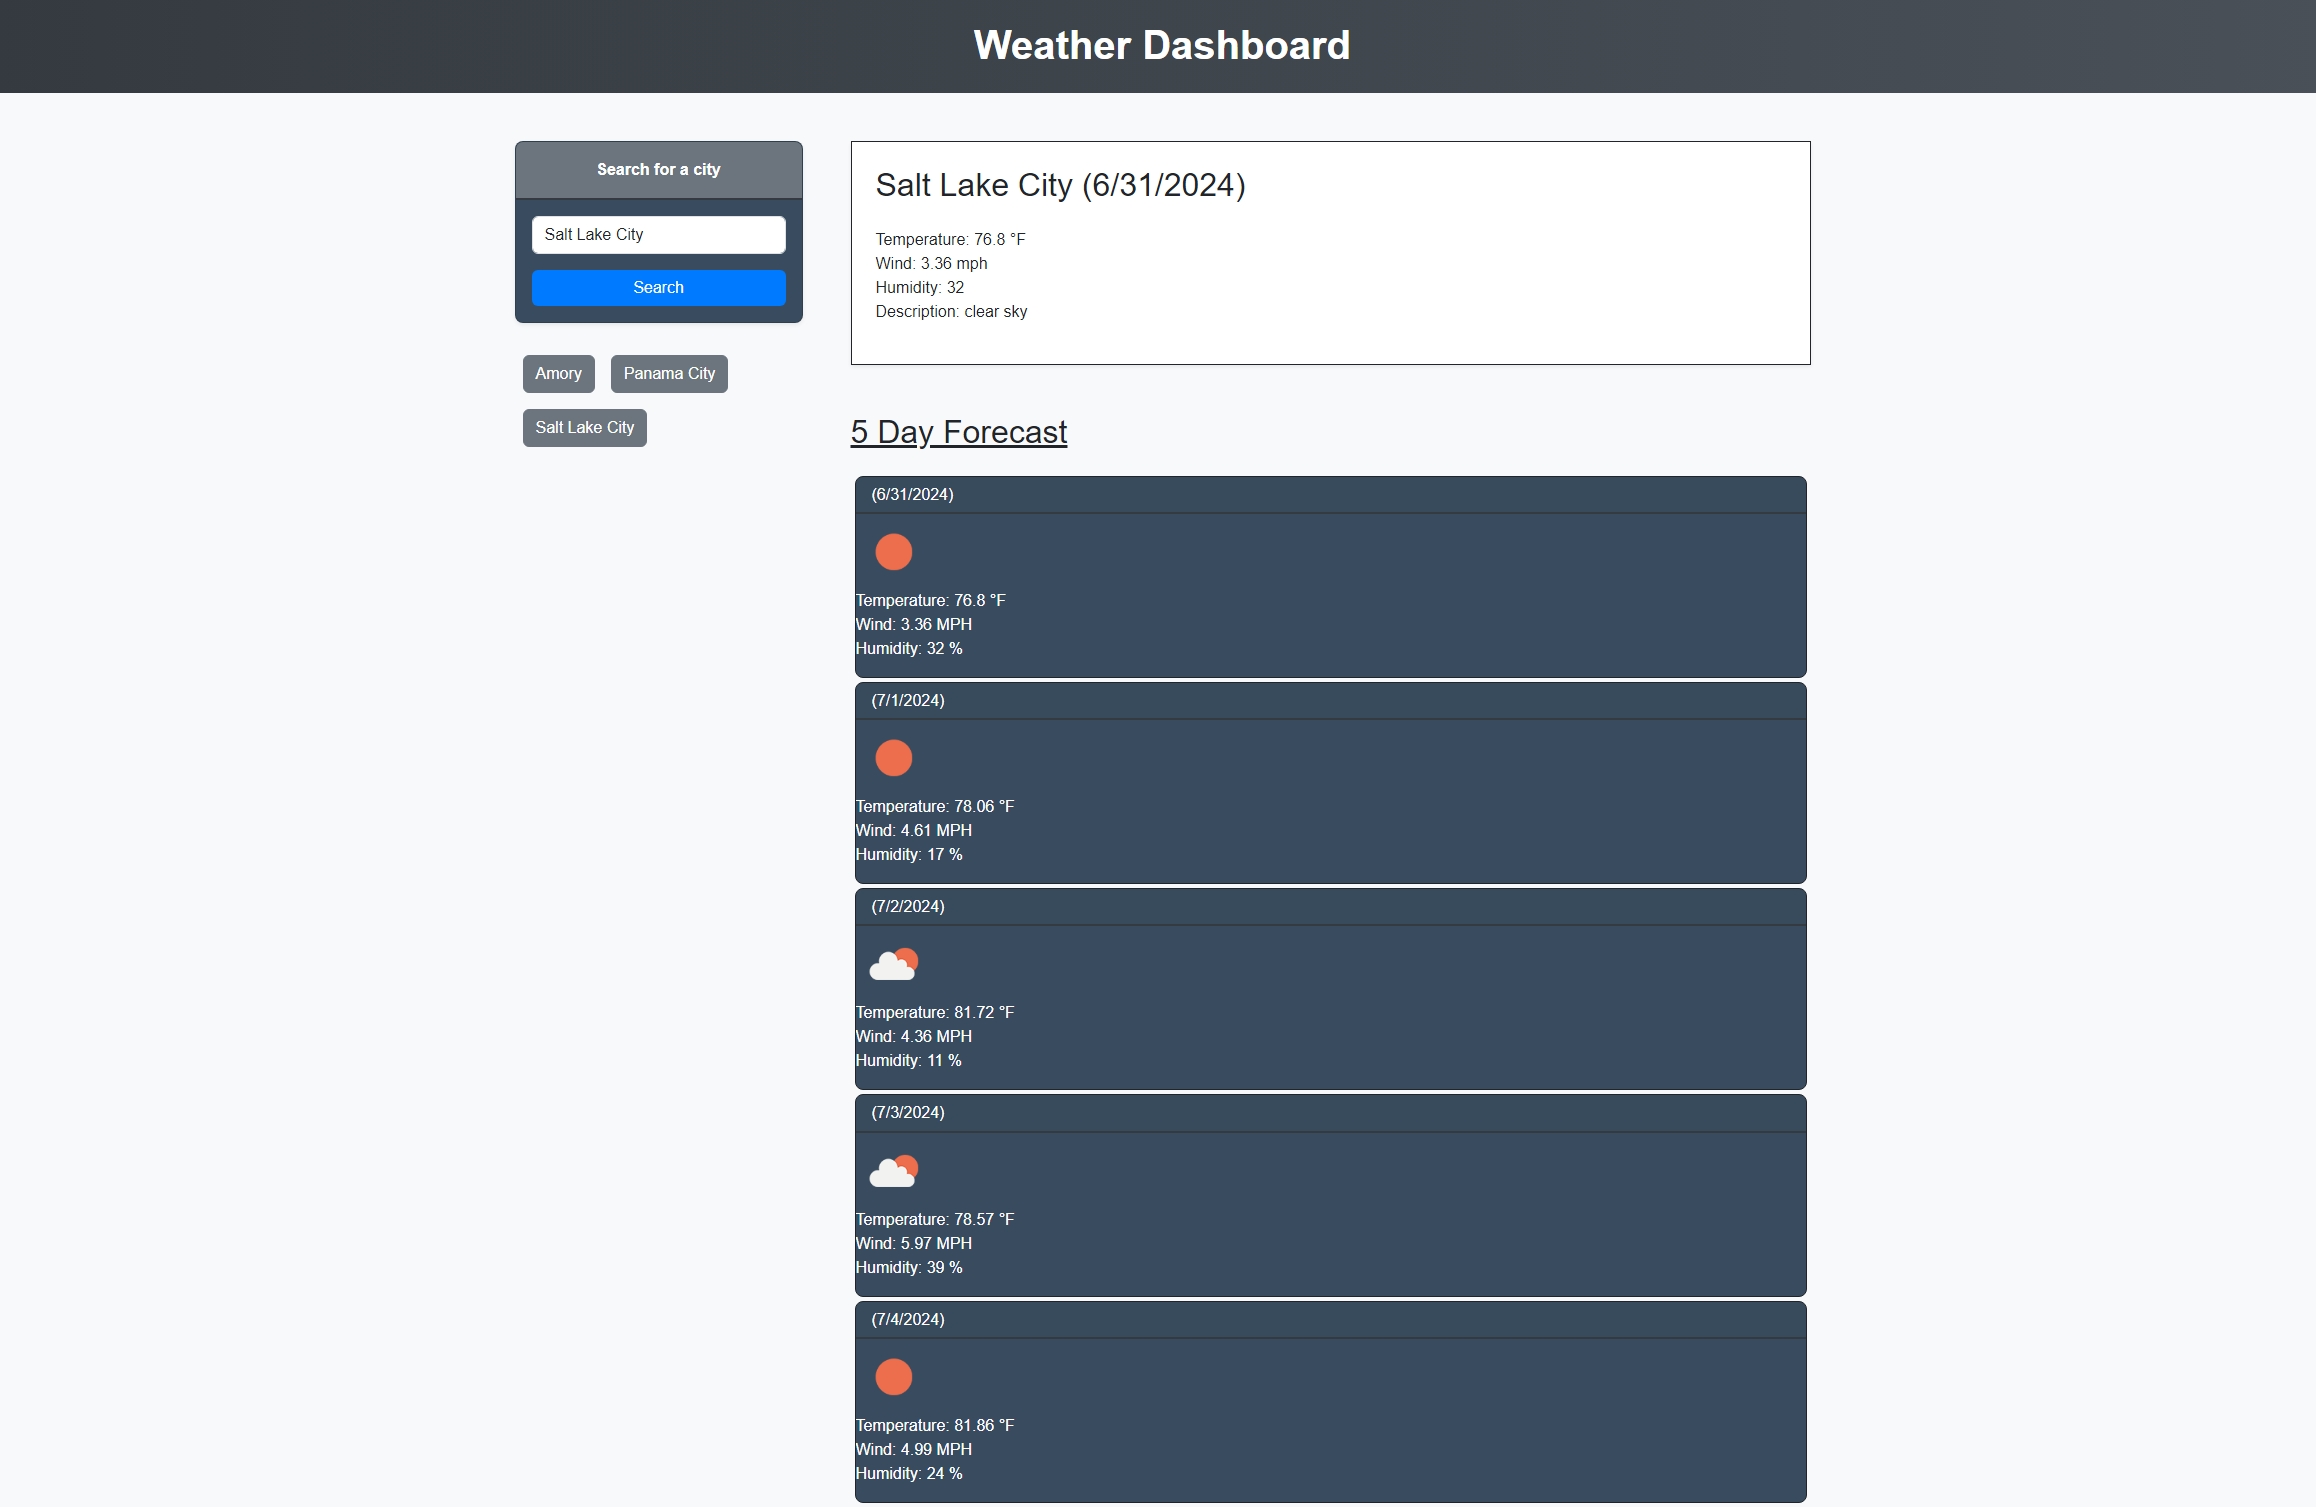 Weather Dashboard
Search for a city
Salt Lake City
Search
Amory
Panama City
Salt Lake City
Salt Lake City (6/31/2024)
Temperature: 76.8 °F
Wind: 3.36 mph
Humidity: 32
Description: clear sky
5 Day Forecast
(6/31/2024)
Temperature: 76.8 °F
Wind: 3.36 MPH
Humidity: 32 %
(7/1/2024)
Temperature: 78.06 °F
Wind: 4.61 MPH
Humidity: 17 %
(7/2/2024)
Temperature: 81.72 °F
Wind: 4.36 MPH
Humidity: 11 %
(7/3/2024)
Temperature: 78.57 °F
Wind: 5.97 MPH
Humidity: 39 %
(7/4/2024)
Temperature: 81.86 °F
Wind: 4.99 MPH
Humidity: 24 %